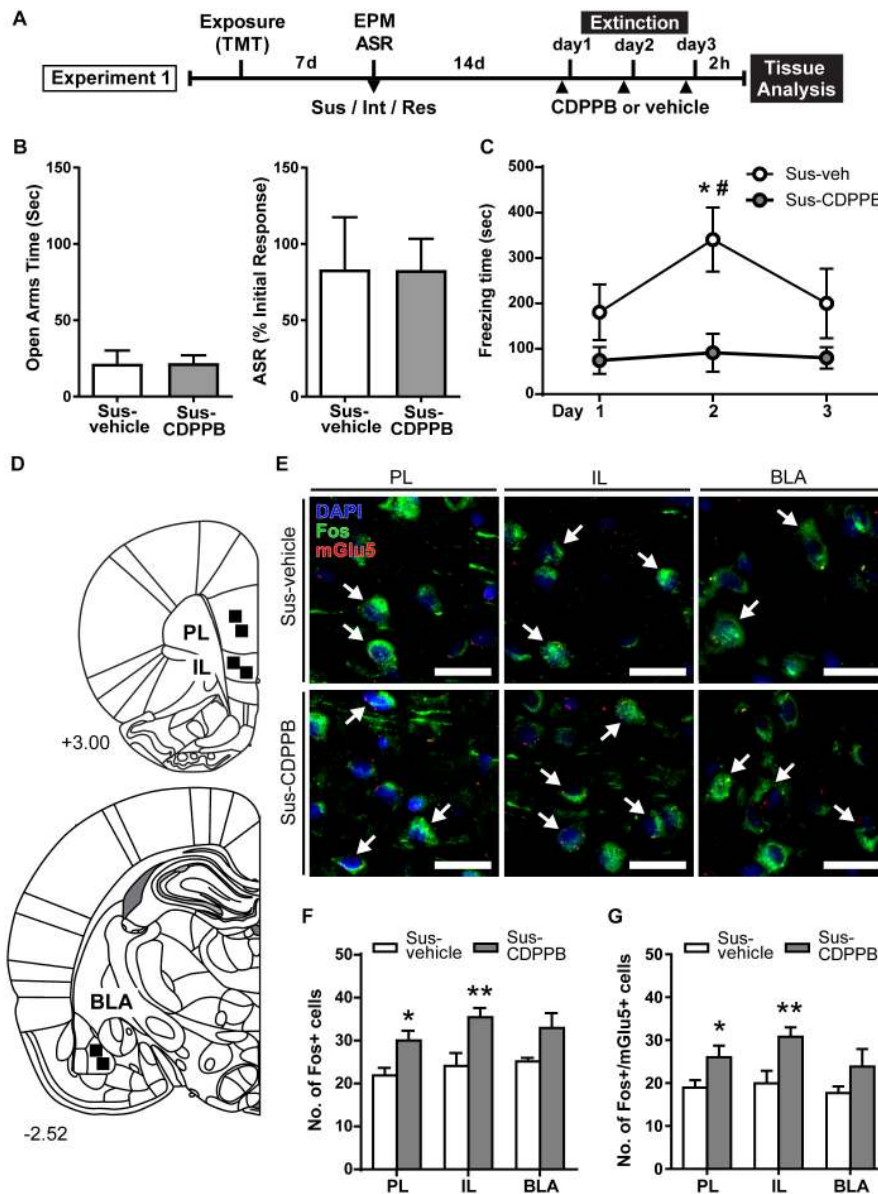 A
Exposure
(TMT)
EPM
ASR
Extinction
day1 day2 day3
7d 14d 2h
Experiment 1
Tissue
Analysis
Sus / Int / Res
CDPPB or vehicle
B
150
100
50
0
Open Arms Time (Sec)
Sus-
vehicle
Sus-
CDPPB
150
100
50
0
ASR (% Initial Response)
Sus-
vehicle
Sus-
CDPPB
C
500
400
300
200
100
0
Freezing time (sec)
* #
Sus-veh
Sus-CDPPB
Day 1 2 3
D
PL
IL
+3.00
BLA
-2.52
E
PL IL BLA
Sus-vehicle
DAPI
Fos
mGlu5
Sus-CDPPB
F
Sus-
vehicle
Sus-
CDPPB
50
40
30
20
10
0
No. of Fos+ cells
* **
PL IL BLA
G
Sus-
vehicle
Sus-
CDPPB
50
40
30
20
10
0
No. of Fos+/mGlu5+ cells
* **
PL IL BLA